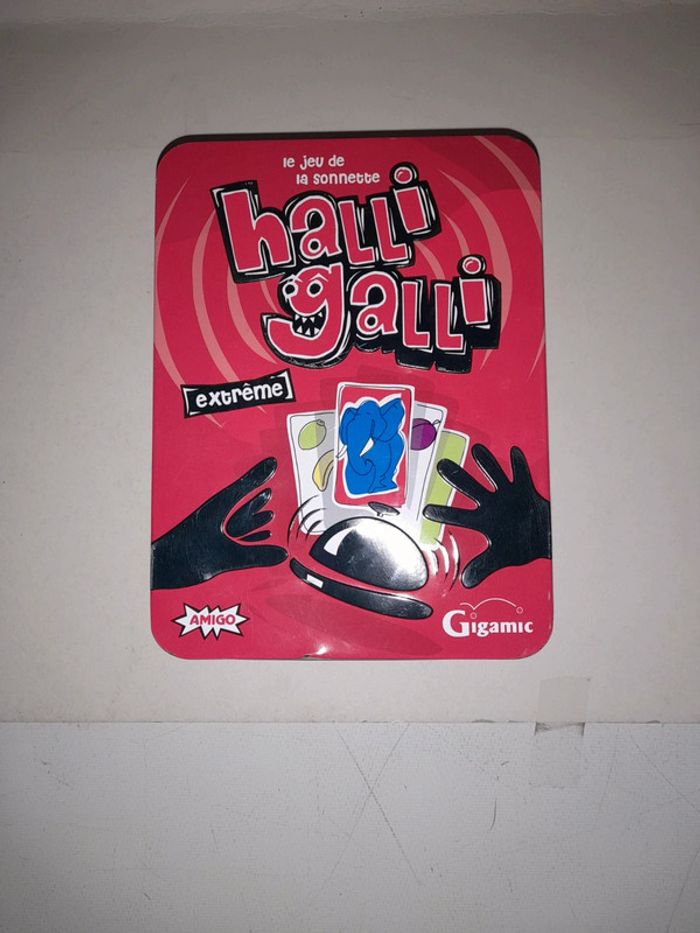 le jeu de
la sonnette
halli
galli
[extrême]
AMIGO
Gigamic